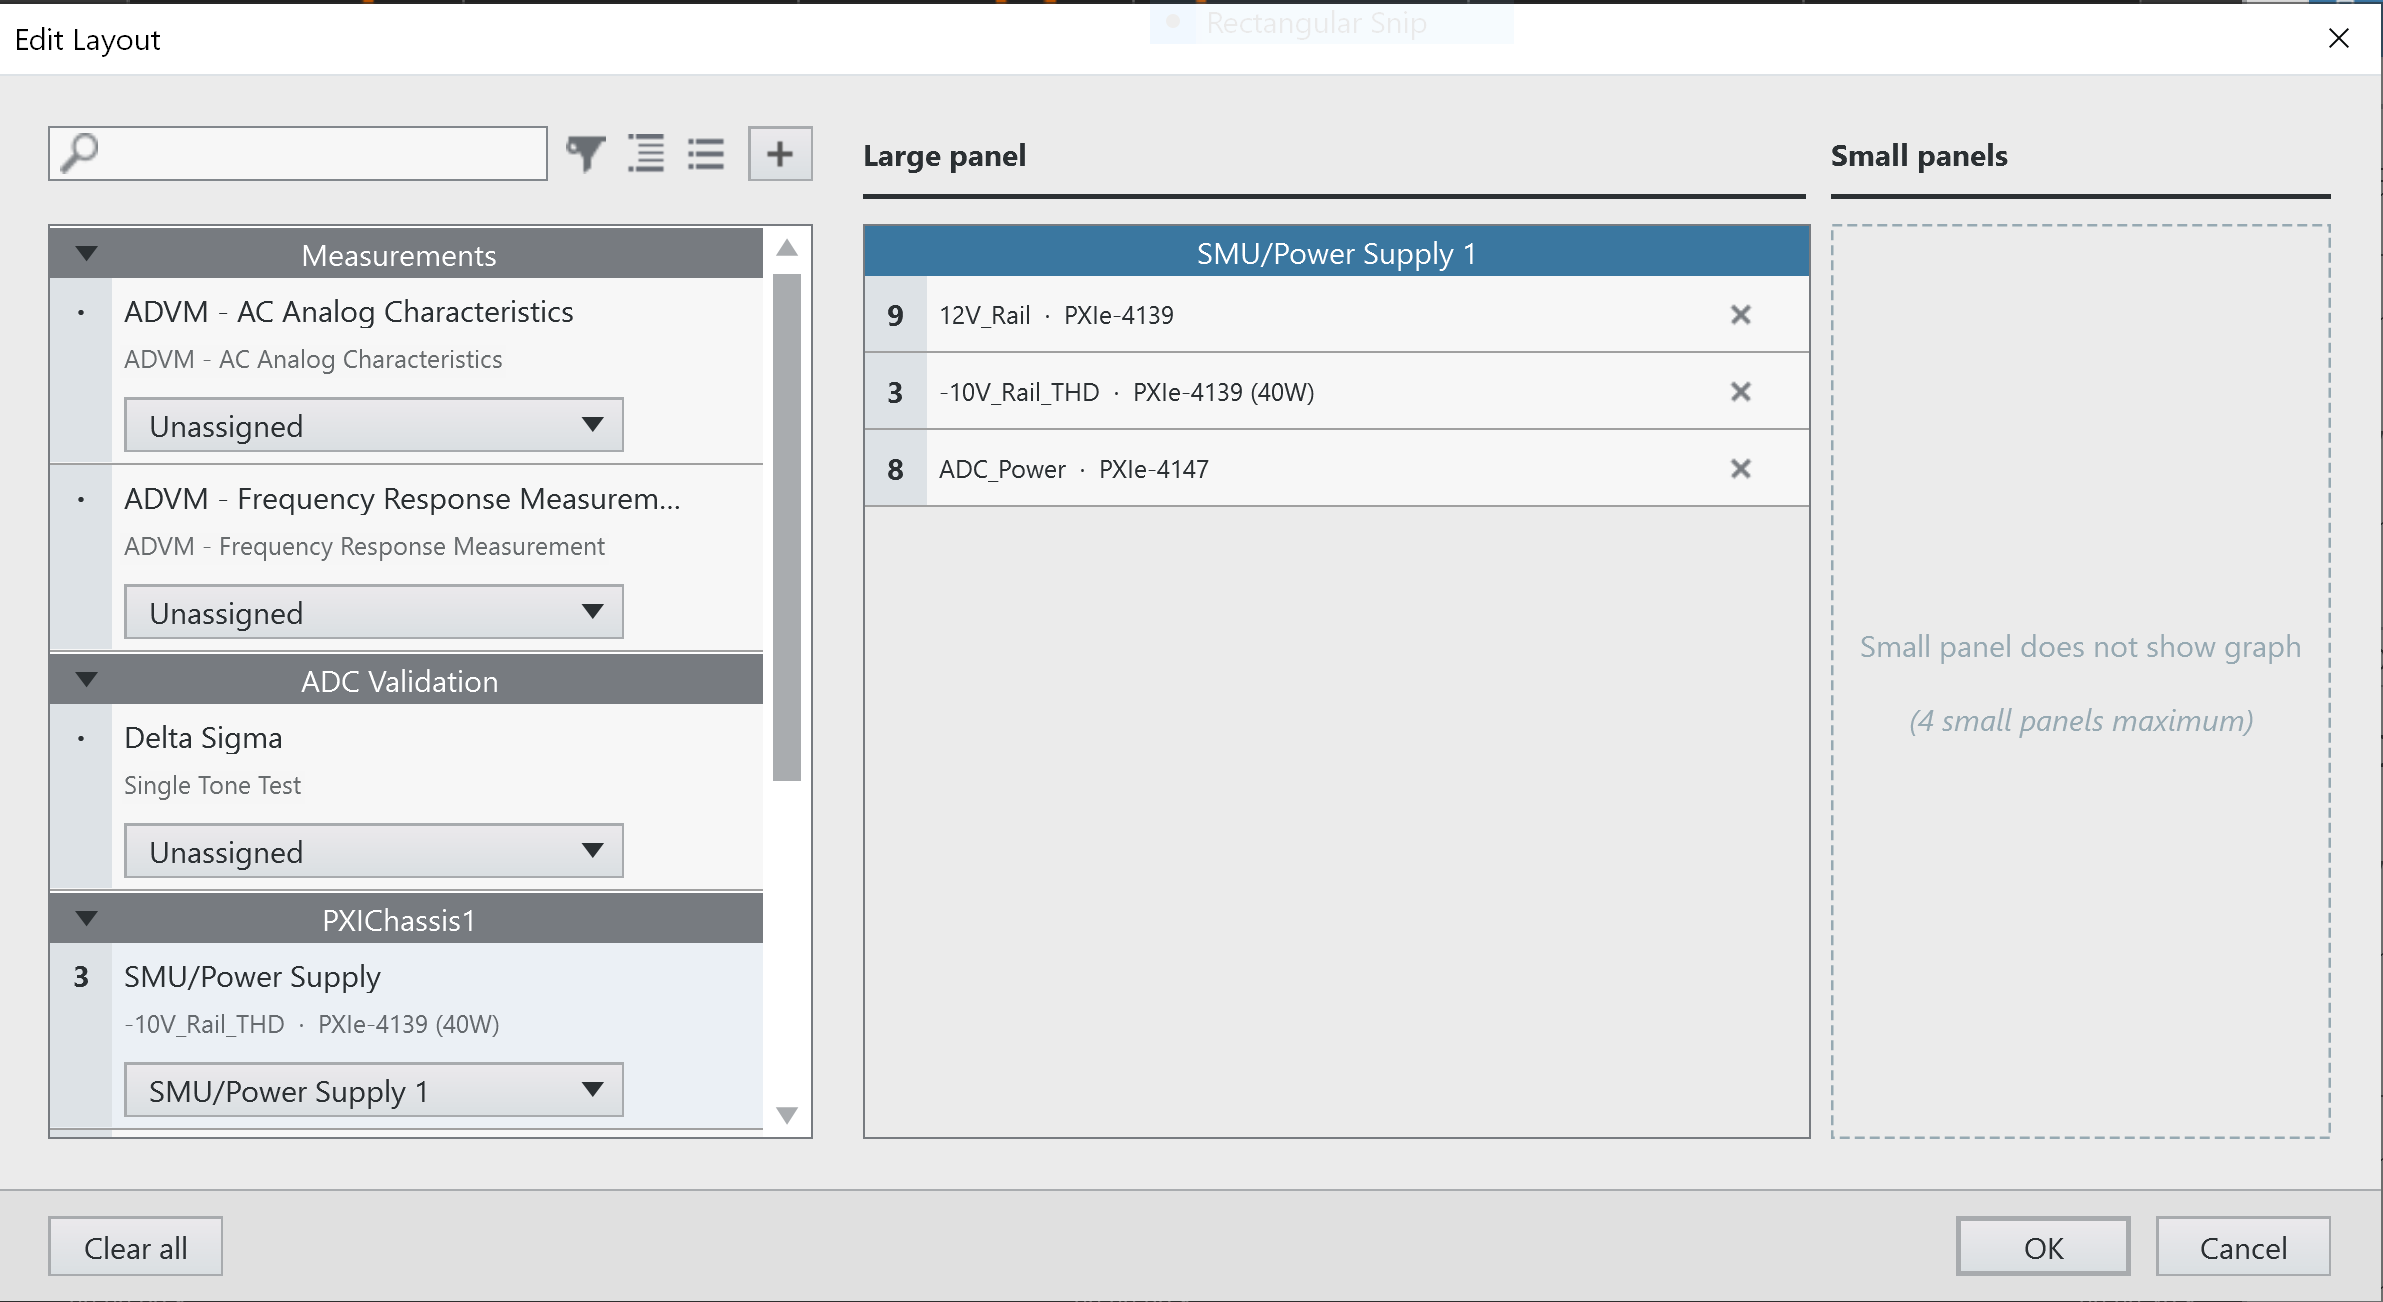 Rectangular Snip
Edit Layout
Large panel
Small panels
Measurements
· ADVM - AC Analog Characteristics
ADVM - AC Analog Characteristics
Unassigned
· ADVM - Frequency Response Measurem...
ADVM - Frequency Response Measurement
Unassigned
ADC Validation
· Delta Sigma
Single Tone Test
Unassigned
PXIChassis1
3 SMU/Power Supply
-10V_Rail_THD · PXIe-4139 (40W)
SMU/Power Supply 1
SMU/Power Supply 1
9 12V_Rail · PXIe-4139
3 -10V_Rail_THD · PXIe-4139 (40W)
8 ADC_Power · PXIe-4147
Small panel does not show graph
(4 small panels maximum)
Clear all
OK
Cancel